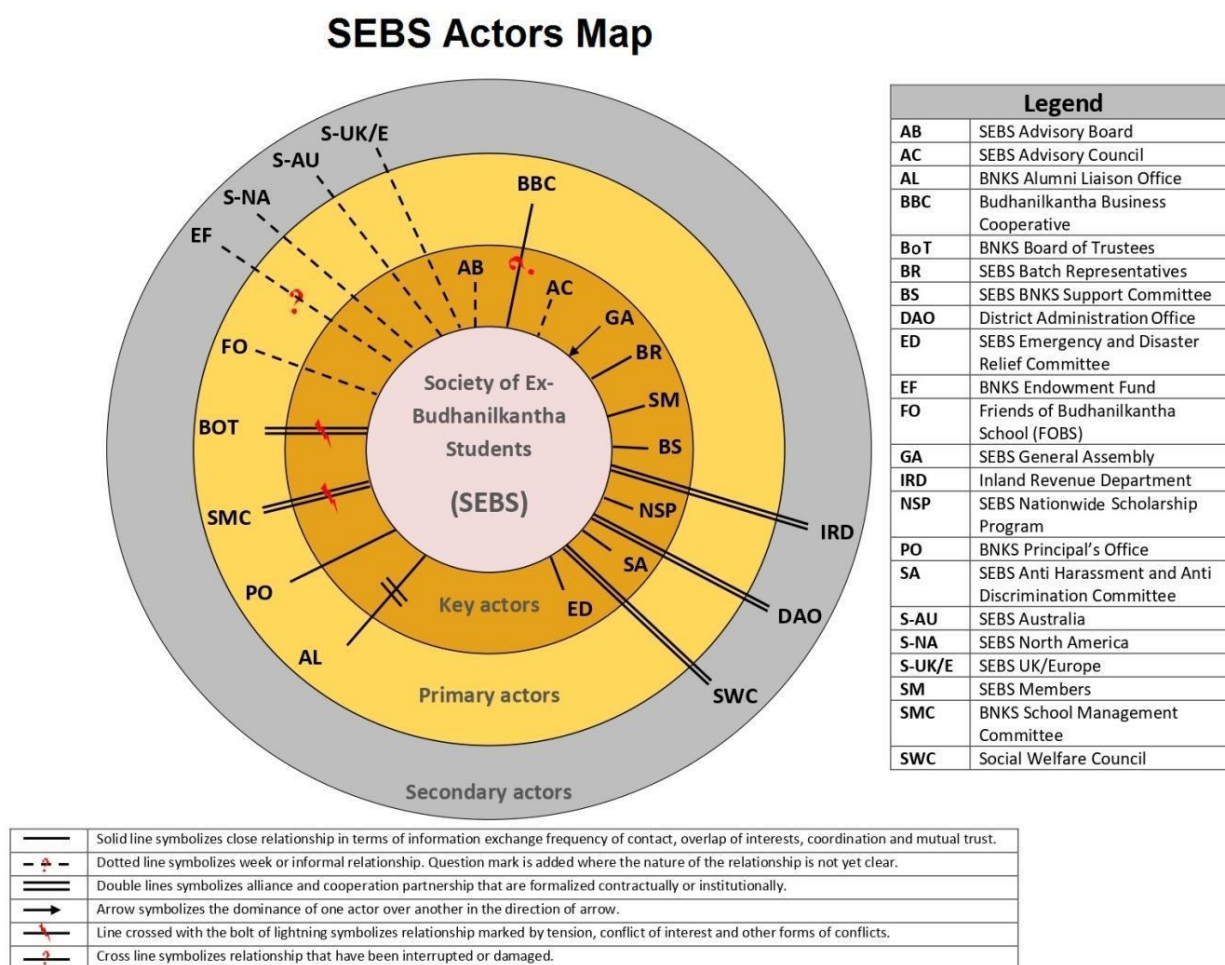 SEBS Actors Map
S-UK/E
S-AU
S-NA
EF
BBC
AB
AC
?
?
GA
FO
BR
SM
BOT
BS
SMC
NSP
IRD
SA
PO
DAO
ED
AL
SWC
Society of Ex-
Budhanilkantha
Students
(SEBS)
Key actors
Primary actors
Secondary actors
Legend
AB SEBS Advisory Board
AC SEBS Advisory Council
AL BNKS Alumni Liaison Office
BBC Budhanilkantha Business
Cooperative
BoT BNKS Board of Trustees
BR SEBS Batch Representatives
BS SEBS BNKS Support Committee
DAO District Administration Office
ED SEBS Emergency and Disaster
Relief Committee
EF BNKS Endowment Fund
FO Friends of Budhanilkantha
School (FOBS)
GA SEBS General Assembly
IRD Inland Revenue Department
NSP SEBS Nationwide Scholarship
Program
PO BNKS Principal's Office
SA SEBS Anti Harassment and Anti
Discrimination Committee
S-AU SEBS Australia
S-NA SEBS North America
S-UK/E SEBS UK/Europe
SM SEBS Members
SMC BNKS School Management
Committee
SWC Social Welfare Council
Solid line symbolizes close relationship in terms of information exchange frequency of contact, overlap of interests, coordination and mutual trust.
? Dotted line symbolizes week or informal relationship. Question mark is added where the nature of the relationship is not yet clear.
Double lines symbolizes alliance and cooperation partnership that are formalized contractually or institutionally.
Arrow symbolizes the dominance of one actor over another in the direction of arrow.
Line crossed with the bolt of lightning symbolizes relationship marked by tension, conflict of interest and other forms of conflicts.
? Cross line symbolizes relationship that have been interrupted or damaged.